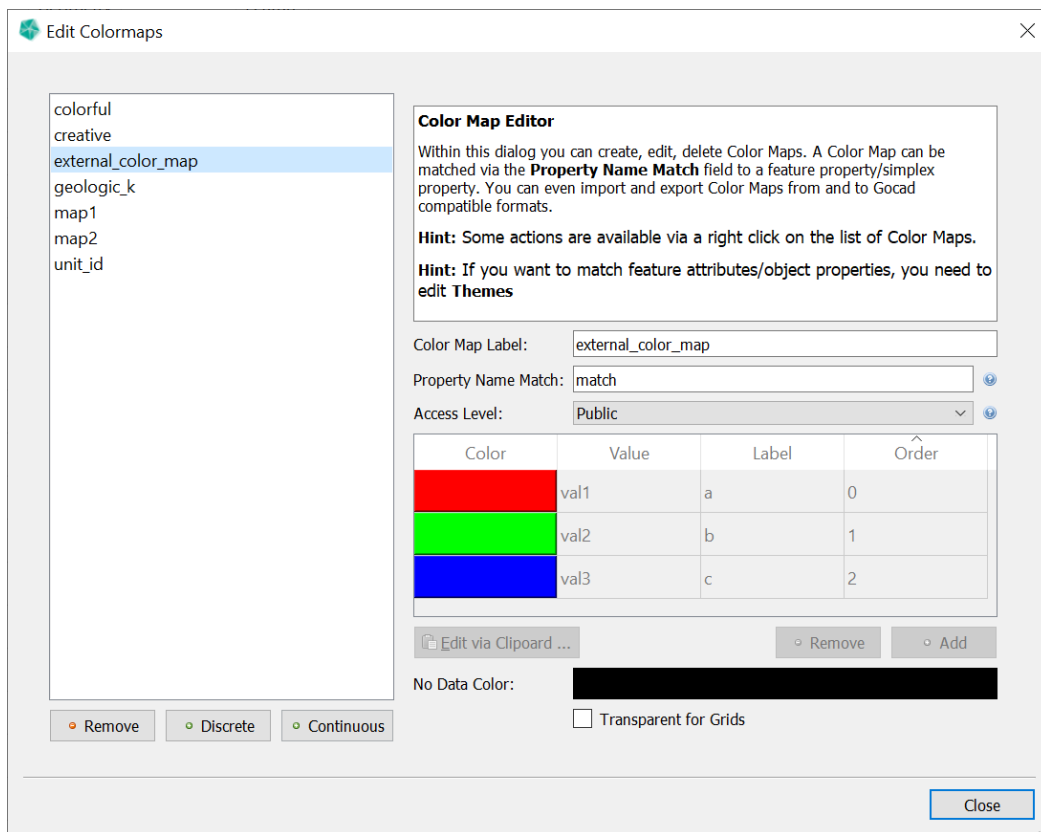 Edit Colormaps
colorful
creative
external_color_map
geologic_k
map1
map2
unit_id
Remove
Discrete
Continuous
Color Map Editor
Within this dialog you can create, edit, delete Color Maps. A Color Map can be
matched via the Property Name Match field to a feature property/simplex
property. You can even import and export Color Maps from and to Gocad
compatible formats.
Hint: Some actions are available via a right click on the list of Color Maps.
Hint: If you want to match feature attributes/object properties, you need to
edit Themes
Color Map Label: external_color_map
Property Name Match: match
Access Level: Public
Color Value Label Order
val1 a 0
val2 b 1
val3 c 2
Edit via Clipoard ... Remove Add
No Data Color:
Transparent for Grids
Close